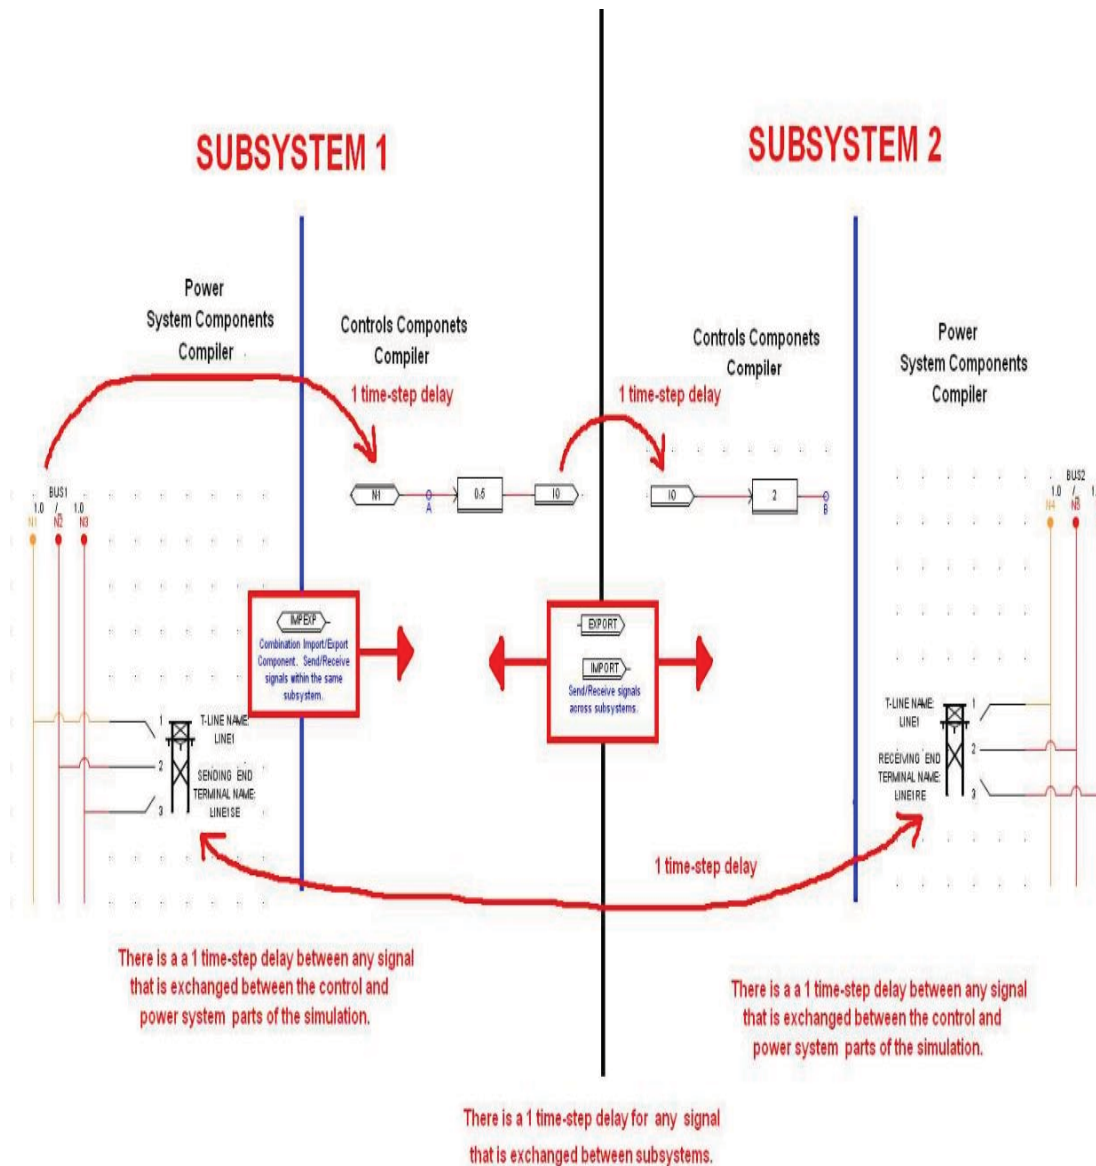 SUBSYSTEM 1
SUBSYSTEM 2
Power
System Components
Compiler
Controls Componets
Compiler
1 time-step delay
1 time-step delay
Controls Componets
Compiler
Power
System Components
Compiler
N1
A
0.5
IO
IO
2
B
BUS1
1.0
/_
1.0
N1
N2
N3
BUS2
1.0
/_
1.0
N4
N5
IMPEXP
Combination Import/Export
Component. Send/Receive
signals within the same
subsystem.
EXPORT
IMPORT
Send/Receive signals
across subsystems.
1
2
3
T-LINE NAME:
LINE1
SENDING END
TERMINAL NAME:
LINE1SE
T-LINE NAME:
LINE1
RECEIVING END
TERMINAL NAME:
LINE1RE
1
2
3
1 time-step delay
There is a a 1 time-step delay between any signal
that is exchanged between the control and
power system parts of the simulation.
There is a a 1 time-step delay between any signal
that is exchanged between the control and
power system parts of the simulation.
There is a 1 time-step delay for any signal
that is exchanged between subsystems.